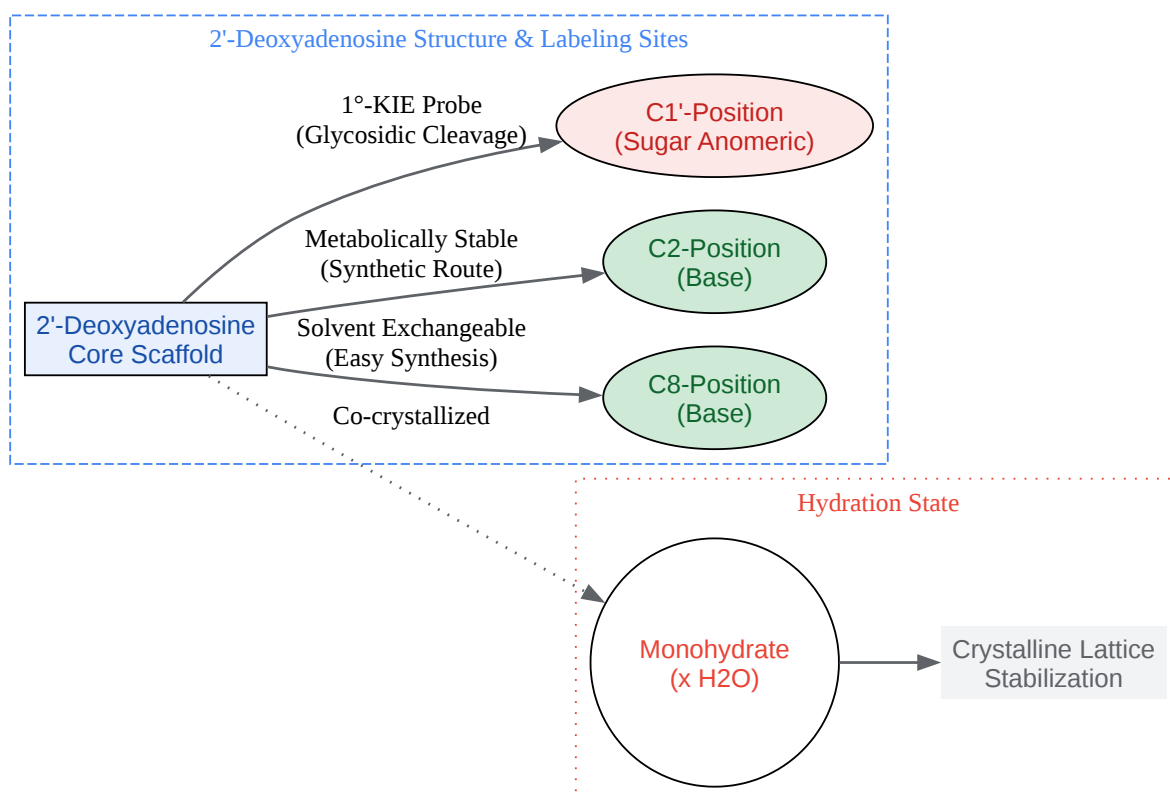 2'-Deoxyadenosine Structure & Labeling Sites
1°-KIE Probe
(Glycosidic Cleavage)
C1'-Position
(Sugar Anomeric)
Metabolically Stable
(Synthetic Route)
C2-Position
(Base)
2'-Deoxyadenosine
Core Scaffold
Solvent Exchangeable
(Easy Synthesis)
C8-Position
(Base)
Co-crystallized
Hydration State
Monohydrate
(x H2O)
Crystalline Lattice
Stabilization